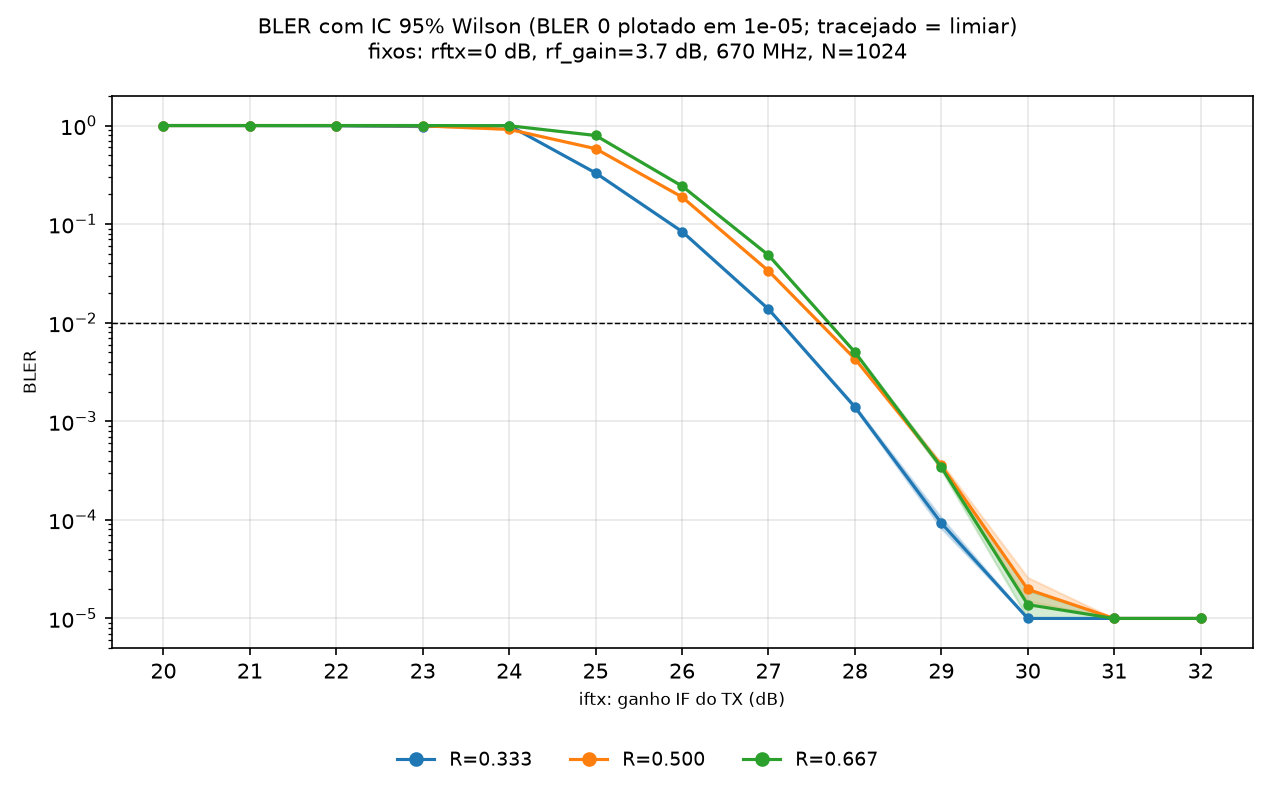 BLER com IC 95% Wilson (BLER 0 plotado em 1e-05; tracejado = limiar)
fixos: rftx=0 dB, rf_gain=3.7 dB, 670 MHz, N=1024
10⁰
10⁻¹
10⁻²
10⁻³
10⁻⁴
10⁻⁵
BLER
20 21 22 23 24 25 26 27 28 29 30 31 32
iftx: ganho IF do TX (dB)
R=0.333 R=0.500 R=0.667